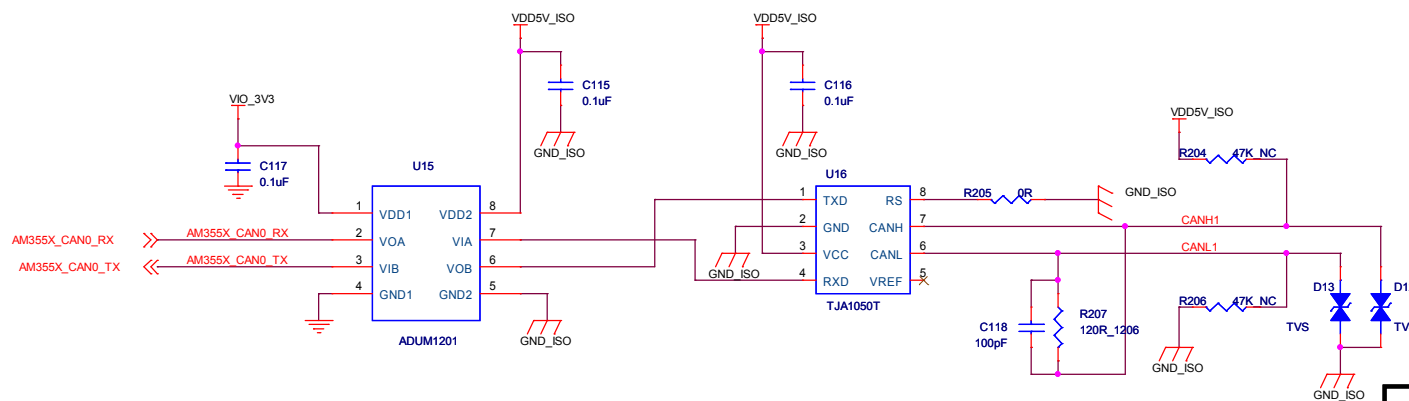 VDD5V_ISO
VDD5V_ISO
C115
0.1uF
C116
0.1uF
VIO_3V3
VDD5V_ISO
GND_ISO
GND_ISO
C117
0.1uF
U15
R204 47K_NC
U16
1 VDD1 VDD2 8
2 VOA VIA 7
3 VIB VOB 6
4 GND1 GND2 5
ADUM1201
AM355X_CAN0_RX AM355X_CAN0_RX
AM355X_CAN0_TX AM355X_CAN0_TX
GND_ISO
1 TXD RS 8
2 GND CANH 7
3 VCC CANL 6
4 RXD VREF 5
TJA1050T
GND_ISO
R205 0R
GND_ISO
CANH1
CANL1
R206 47K_NC
GND_ISO
C118
100pF
R207
120R_1206
D13
TVS
D1
TV
GND_ISO